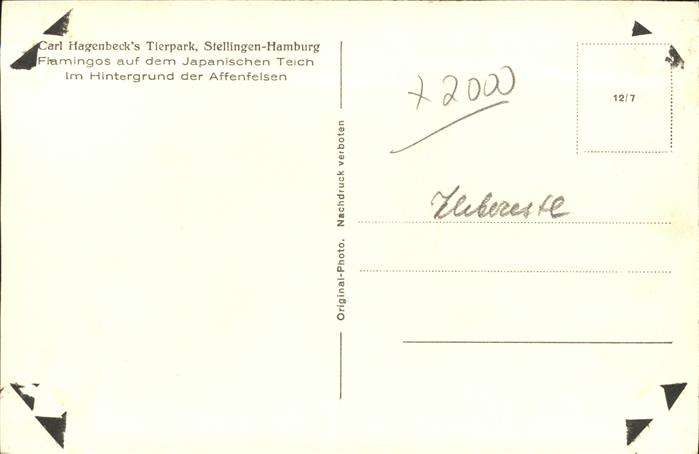 Carl Hagenbeck's Tierpark, Stellingen-Hamburg
Flamingos auf dem Japanischen Teich
Im Hintergrund der Affenfelsen
Original-Photo. Nachdruck verboten
+2000
12/7